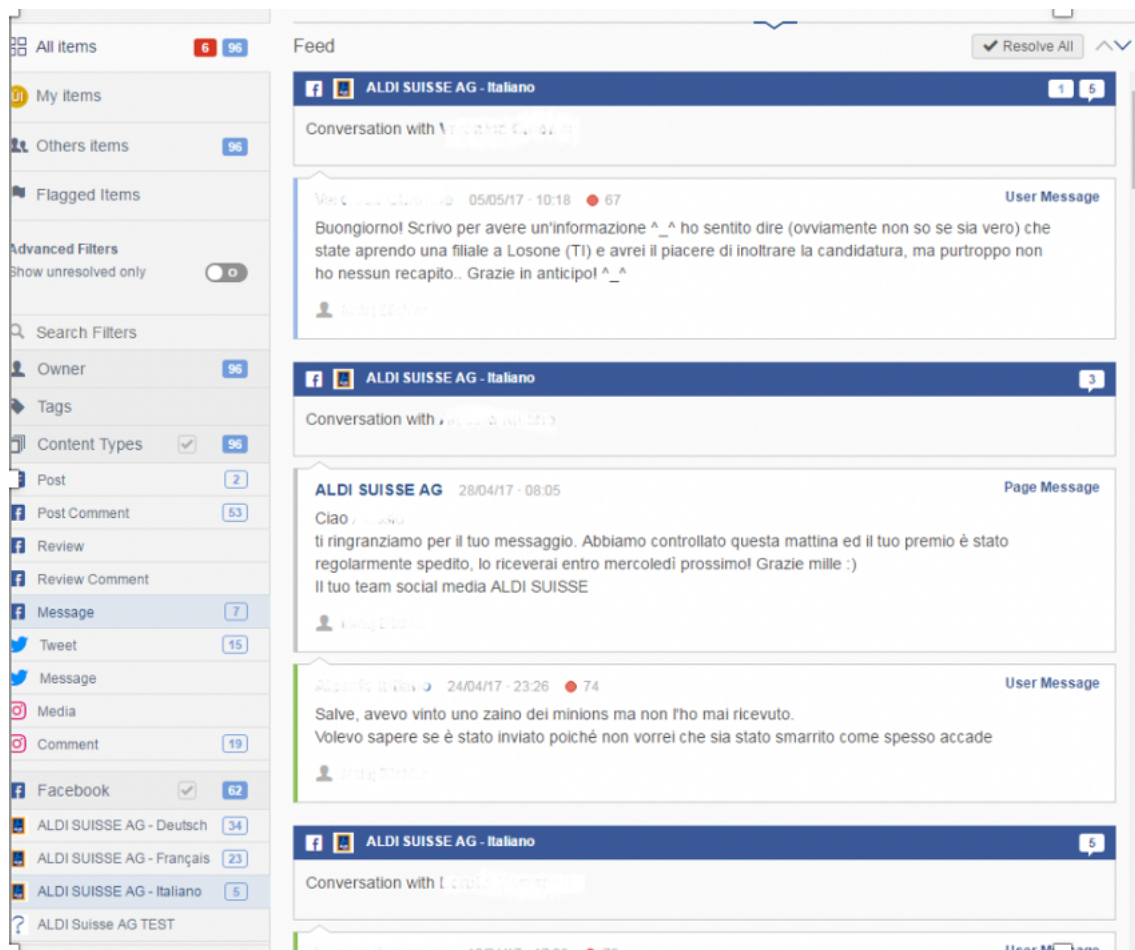 All items 6 96
My items
Others items 96
Flagged Items
Advanced Filters
Show unresolved only
Search Filters
Owner 96
Tags
Content Types 96
Post 2
Post Comment 53
Review
Review Comment
Message 7
Tweet 15
Message
Media
Comment 19
Facebook 62
ALDI SUISSE AG - Deutsch 34
ALDI SUISSE AG - Français 23
ALDI SUISSE AG - Italiano 5
ALDI Suisse AG TEST
Feed
Resolve All
ALDI SUISSE AG - Italiano 1 5
Conversation with
05/05/17 - 10:18 67 User Message
Buongiorno! Scrivo per avere un'informazione ^_^ ho sentito dire (ovviamente non so se sia vero) che
state aprendo una filiale a Losone (TI) e avrei il piacere di inoltrare la candidatura, ma purtroppo non
ho nessun recapito.. Grazie in anticipo! ^_^
ALDI SUISSE AG - Italiano 3
Conversation with
ALDI SUISSE AG 28/04/17 - 08:05 Page Message
Ciao
ti ringranziamo per il tuo messaggio. Abbiamo controllato questa mattina ed il tuo premio è stato
regolarmente spedito, lo riceverai entro mercoledì prossimo! Grazie mille :)
Il tuo team social media ALDI SUISSE
24/04/17 - 23:26 74 User Message
Salve, avevo vinto uno zaino dei minions ma non l'ho mai ricevuto.
Volevo sapere se è stato inviato poiché non vorrei che sia stato smarrito come spesso accade
ALDI SUISSE AG - Italiano 5
Conversation with